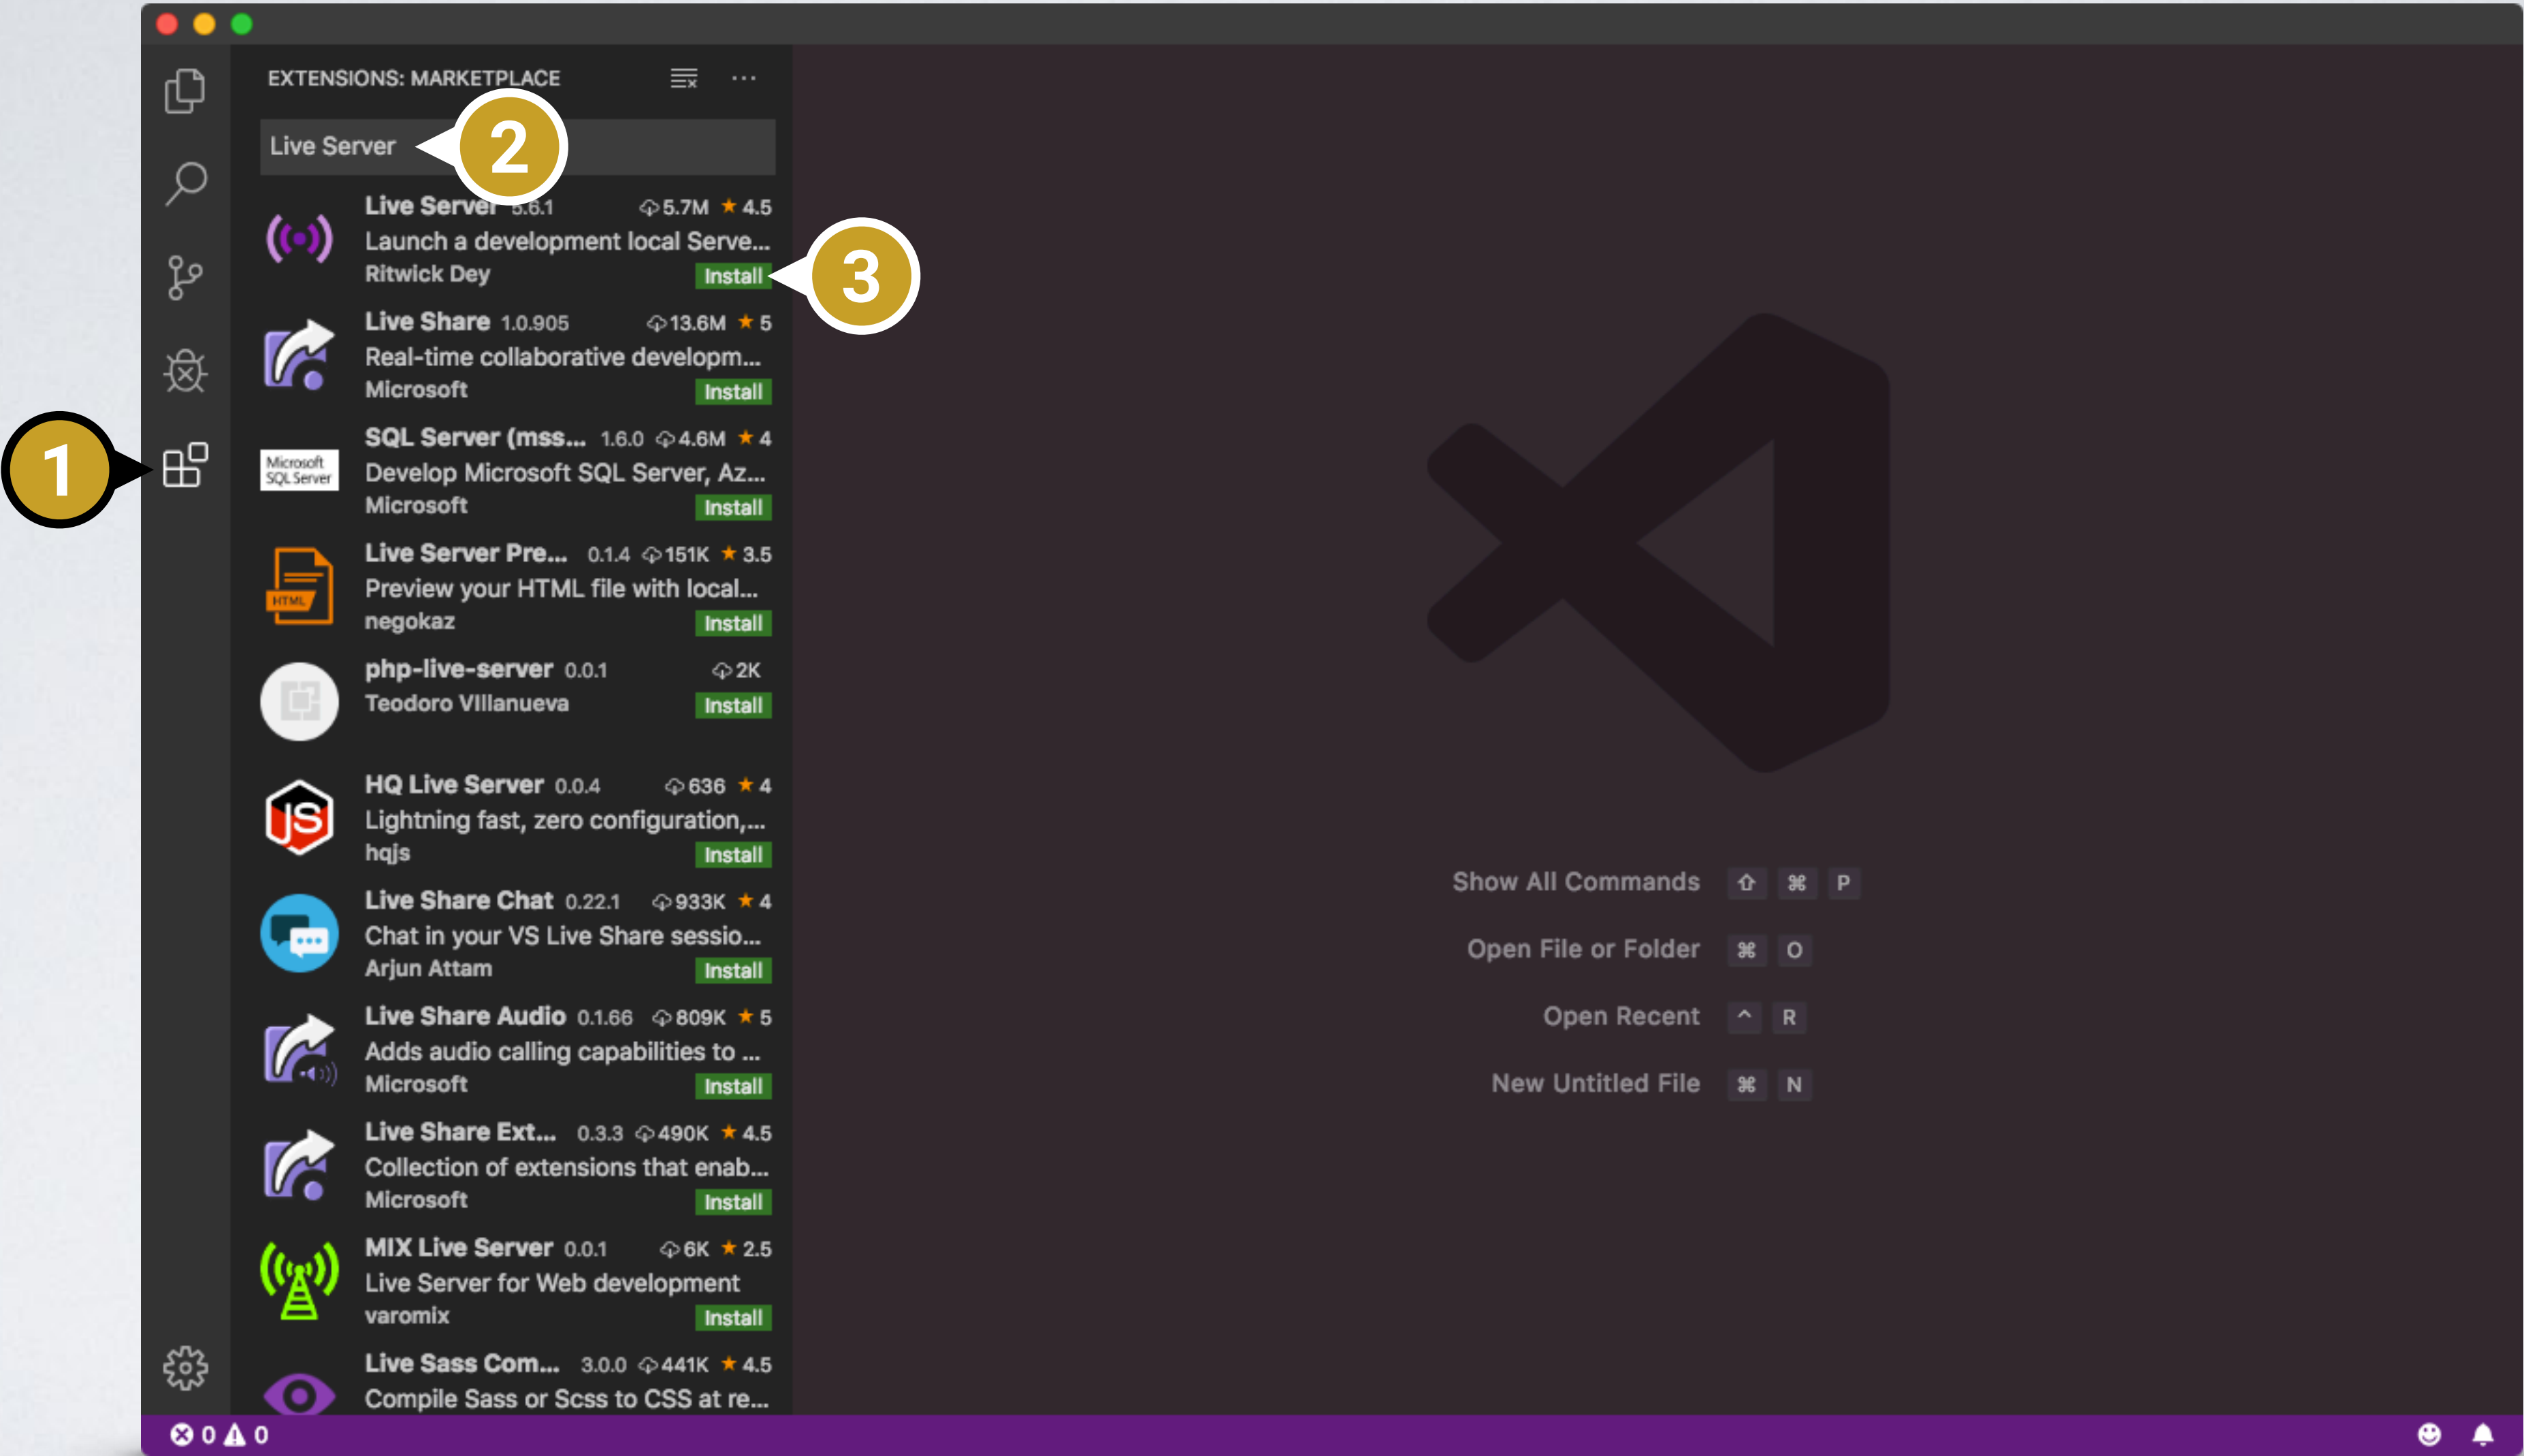 EXTENSIONS: MARKETPLACE
Live Server
2
Live Server 5.6.1 5.7M ★ 4.5
Launch a development local Serve...
Ritwick Dey Install
3
Live Share 1.0.905 13.6M ★ 5
Real-time collaborative developm...
Microsoft Install
1
SQL Server (mss... 1.6.0 4.6M ★ 4
Microsoft
SQL Server
Develop Microsoft SQL Server, Az...
Microsoft Install
Live Server Pre... 0.1.4 151K ★ 3.5
HTML
Preview your HTML file with local...
negokaz Install
php-live-server 0.0.1 2K
Teodoro VIllanueva Install
HQ Live Server 0.0.4 636 ★ 4
JS
Lightning fast, zero configuration,...
hqjs Install
Live Share Chat 0.22.1 933K ★ 4
Chat in your VS Live Share sessio...
Arjun Attam Install
Live Share Audio 0.1.66 809K ★ 5
Adds audio calling capabilities to ...
Microsoft Install
Live Share Ext... 0.3.3 490K ★ 4.5
Collection of extensions that enab...
Microsoft Install
MIX Live Server 0.0.1 6K ★ 2.5
Live Server for Web development
varomix Install
Live Sass Com... 3.0.0 441K ★ 4.5
Compile Sass or Scss to CSS at re...
Show All Commands ⇧ ⌘ P
Open File or Folder ⌘ O
Open Recent ^ R
New Untitled File ⌘ N
0 0